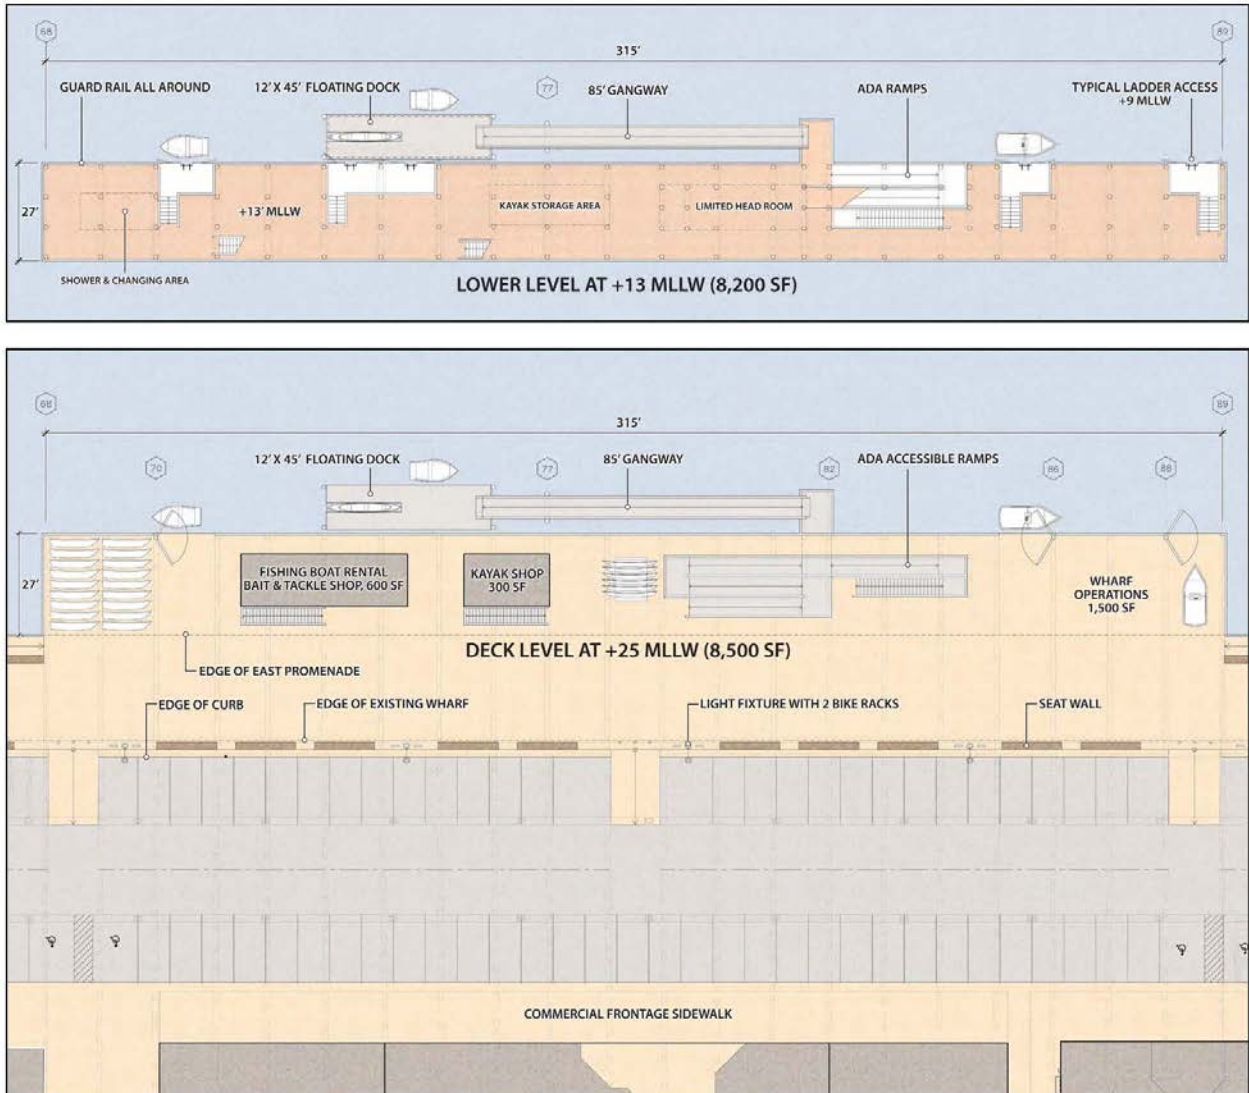 68
89
315'
GUARD RAIL ALL AROUND
12' X 45' FLOATING DOCK
77
85' GANGWAY
ADA RAMPS
TYPICAL LADDER ACCESS
+9 MLLW
27'
+13' MLLW
KAYAK STORAGE AREA
LIMITED HEAD ROOM
SHOWER & CHANGING AREA
LOWER LEVEL AT +13 MLLW (8,200 SF)
68
89
315'
70
12' X 45' FLOATING DOCK
77
85' GANGWAY
82
ADA ACCESSIBLE RAMPS
86
88
27'
FISHING BOAT RENTAL
BAIT & TACKLE SHOP, 600 SF
KAYAK SHOP
300 SF
WHARF
OPERATIONS
1,500 SF
DECK LEVEL AT +25 MLLW (8,500 SF)
EDGE OF EAST PROMENADE
EDGE OF CURB
EDGE OF EXISTING WHARF
LIGHT FIXTURE WITH 2 BIKE RACKS
SEAT WALL
COMMERCIAL FRONTAGE SIDEWALK